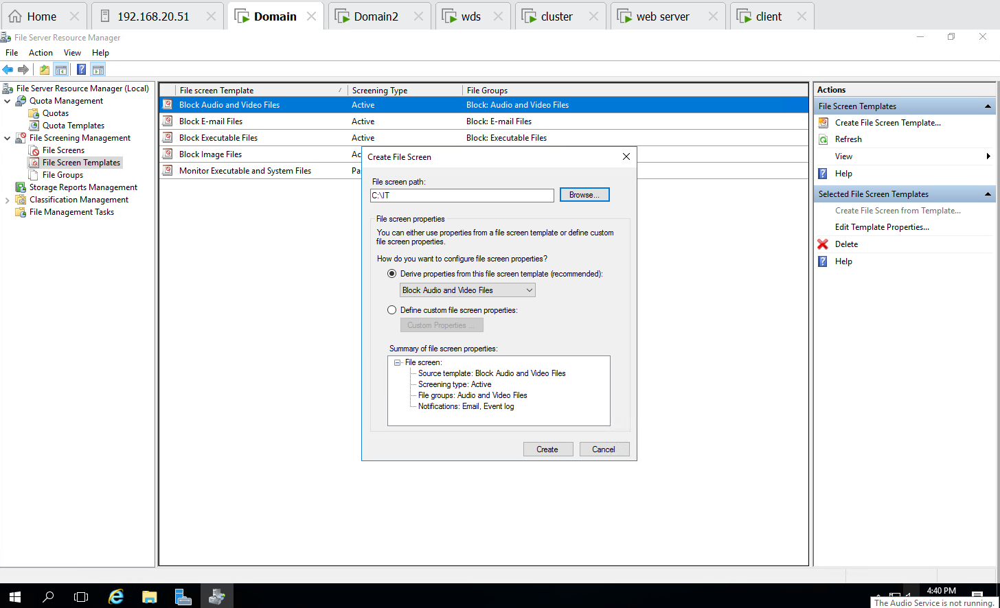 Home
192.168.20.51
Domain
Domain2
wds
cluster
web server
client
File Server Resource Manager
File Action View Help
File Server Resource Manager (Local)
Quota Management
Quotas
Quota Templates
File Screening Management
File Screens
File Screen Templates
File Groups
Storage Reports Management
Classification Management
File Management Tasks
File screen Template Screening Type File Groups
Block Audio and Video Files Active Block: Audio and Video Files
Block E-mail Files Active Block: E-mail Files
Block Executable Files Active Block: Executable Files
Block Image Files Ac
Monitor Executable and System Files Pa
Create File Screen
File screen path:
C:\IT
Browse...
File screen properties
You can either use properties from a file screen template or define custom
file screen properties.
How do you want to configure file screen properties?
Derive properties from this file screen template (recommended):
Block Audio and Video Files
Define custom file screen properties:
Custom Properties ...
Summary of file screen properties:
File screen:
Source template: Block Audio and Video Files
Screening type: Active
File groups: Audio and Video Files
Notifications: Email, Event log
Create Cancel
Actions
File Screen Templates
Create File Screen Template...
Refresh
View
Help
Selected File Screen Templates
Create File Screen from Template...
Edit Template Properties...
Delete
Help
4:40 PM
The Audio Service is not running.